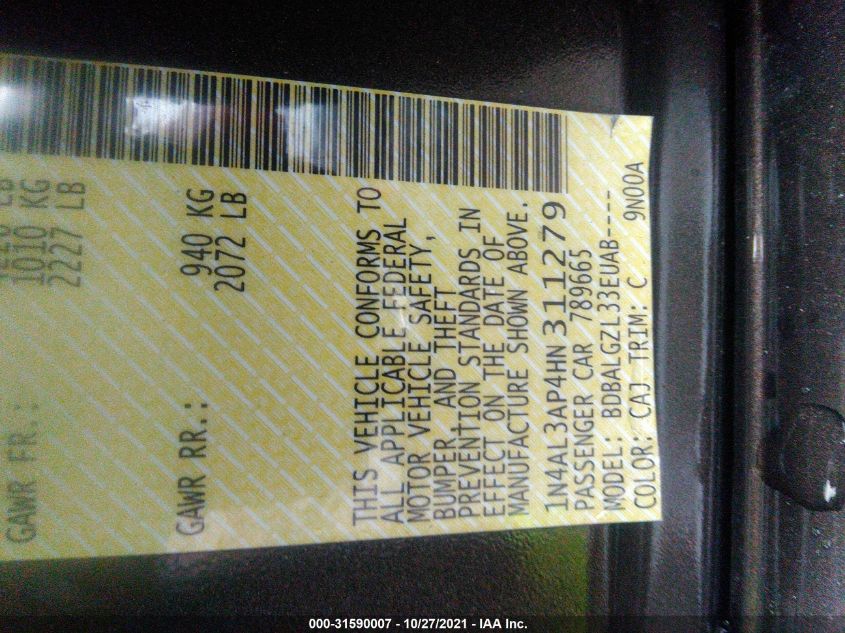 GAWR FR.: 1010 KG
2227 LB
GAWR RR.: 940 KG
2072 LB
THIS VEHICLE CONFORMS TO
ALL APPLICABLE FEDERAL
MOTOR VEHICLE SAFETY,
BUMPER AND THEFT
PREVENTION STANDARDS IN
EFFECT ON THE DATE OF
MANUFACTURE SHOWN ABOVE.
1N4AL3AP4HN311279
PASSENGER CAR 789665
MODEL: BDBALGZL33EUAB----
COLOR: CAJ TRIM: C 9N00A
000-31590007 - 10/27/2021 - IAA Inc.